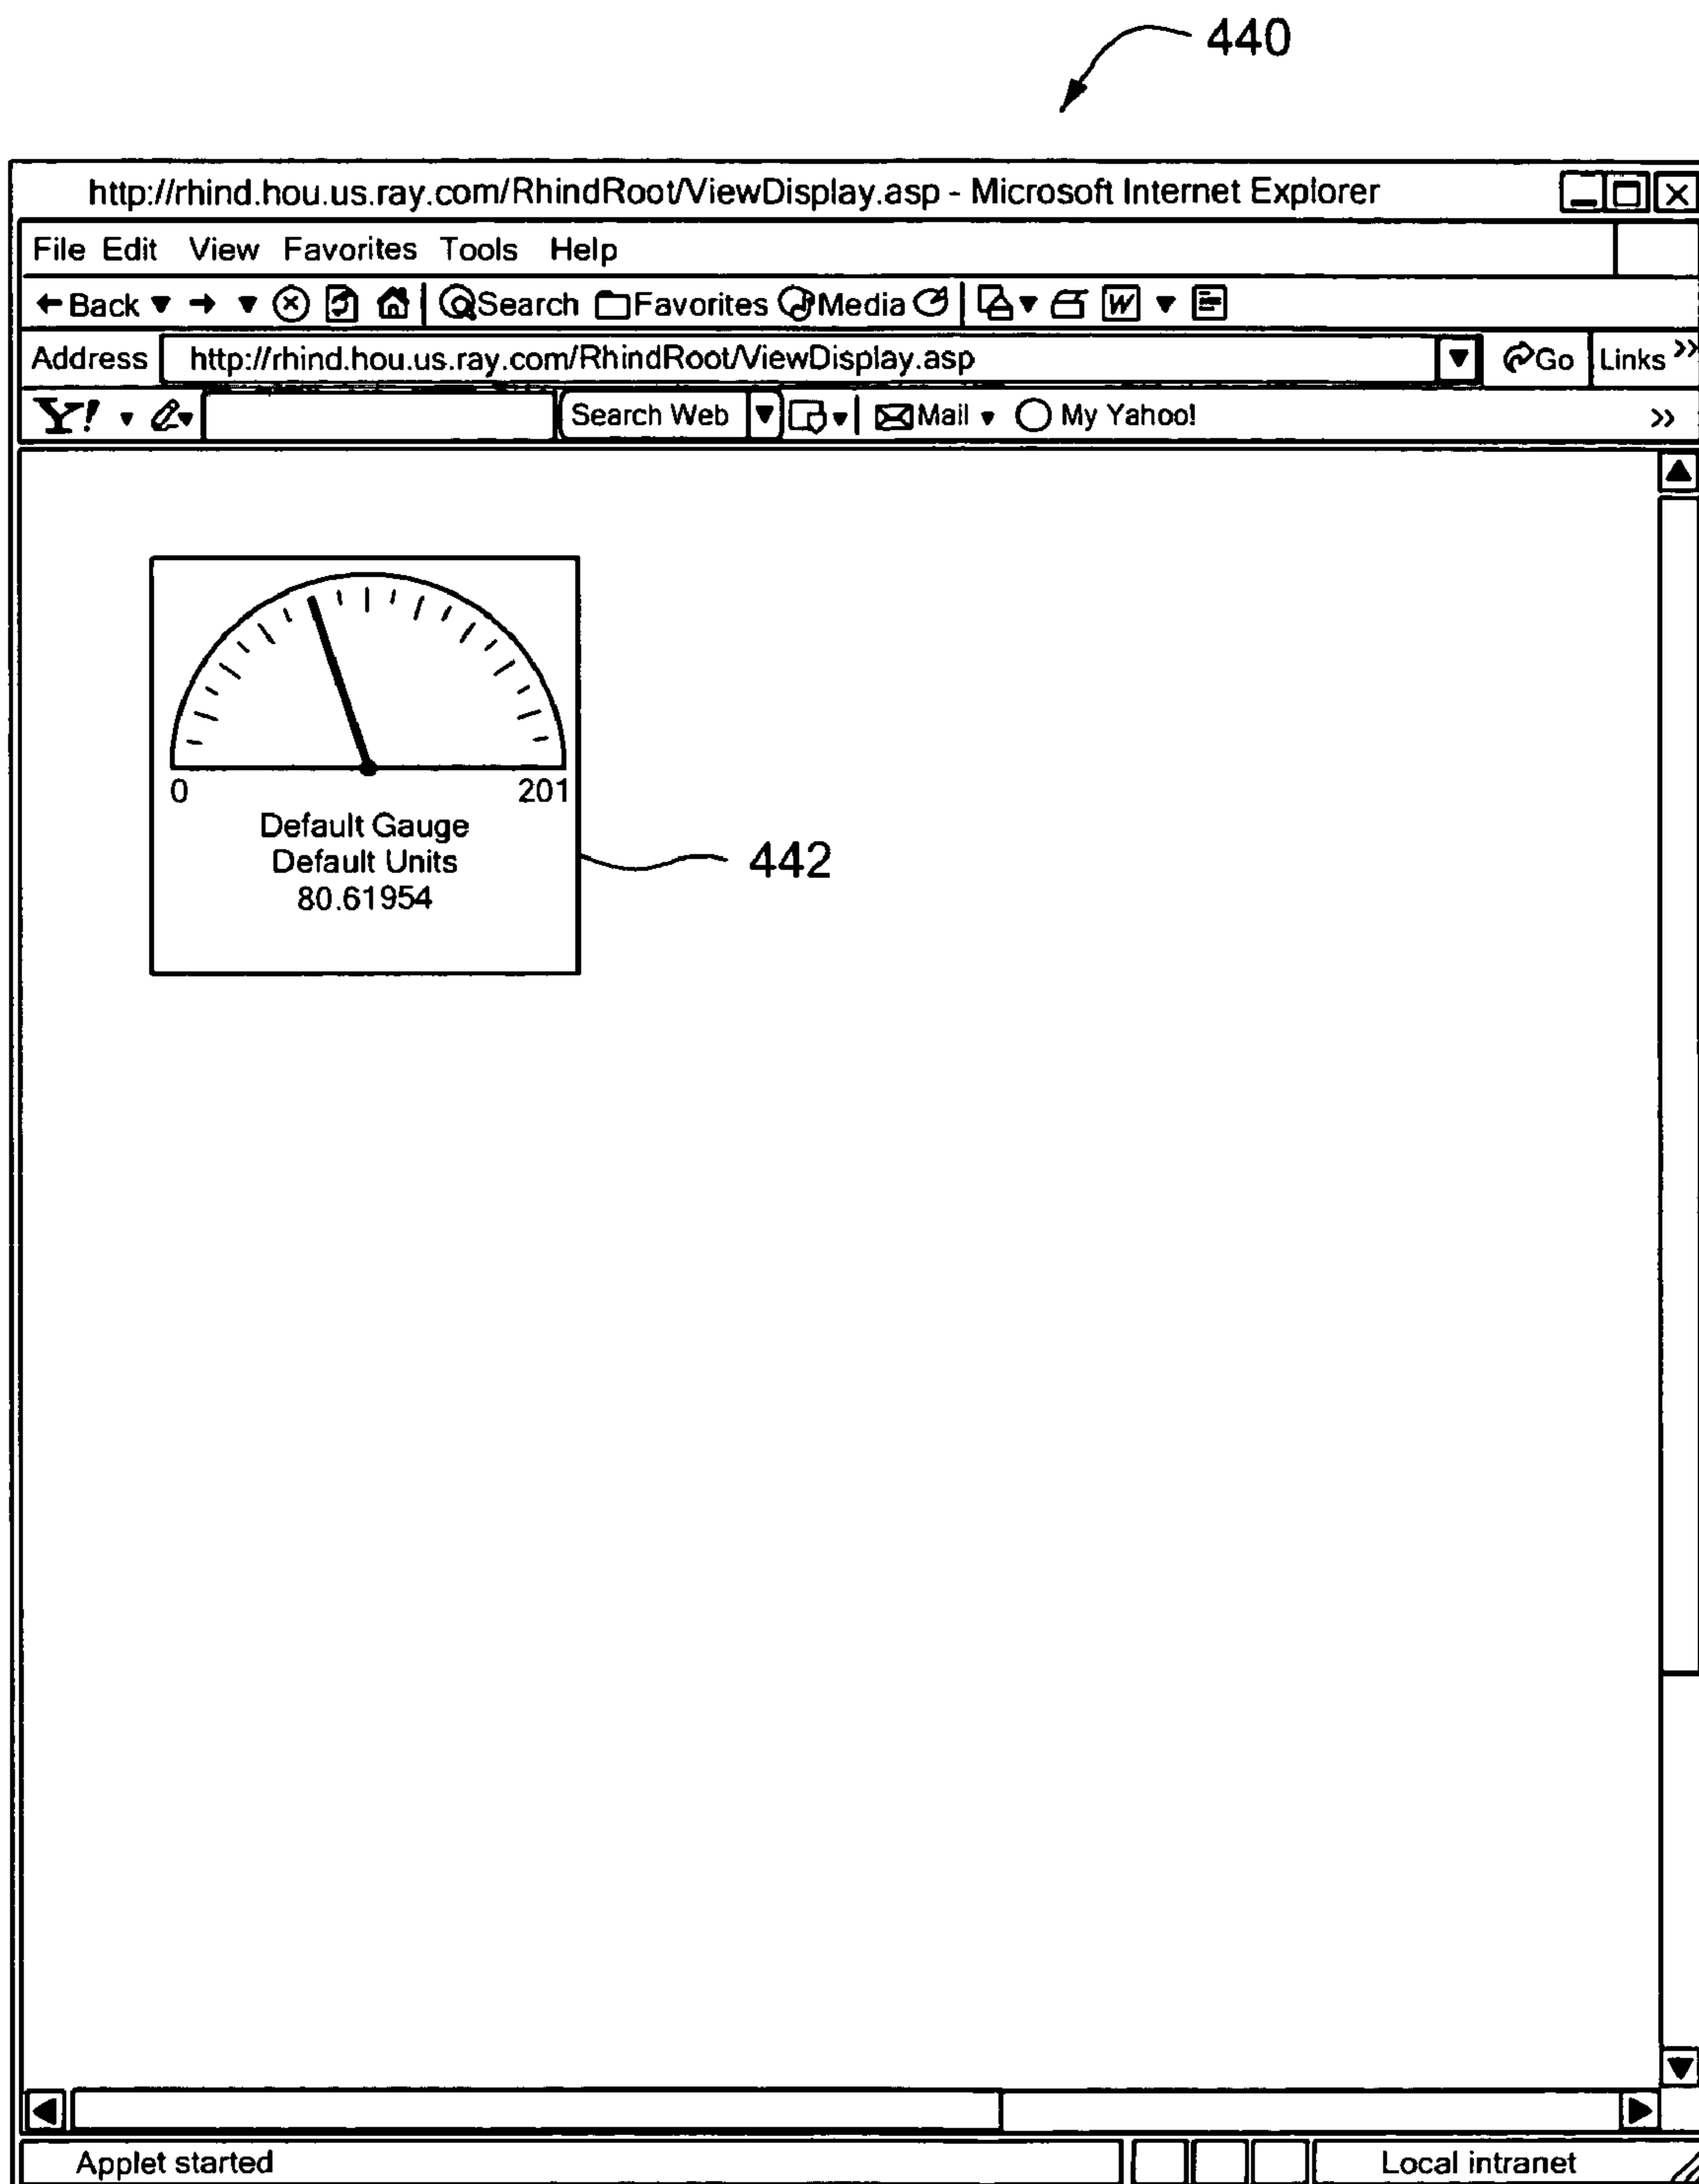 440
http://rhind.hou.us.ray.com/RhindRoot/ViewDisplay.asp - Microsoft Internet Explorer
File Edit View Favorites Tools Help
Back Search Favorites Media W
Address http://rhind.hou.us.ray.com/RhindRoot/ViewDisplay.asp Go Links >>
Y! Search Web Mail My Yahoo! >>
0 201
Default Gauge
Default Units
80.61954
442
Applet started Local intranet